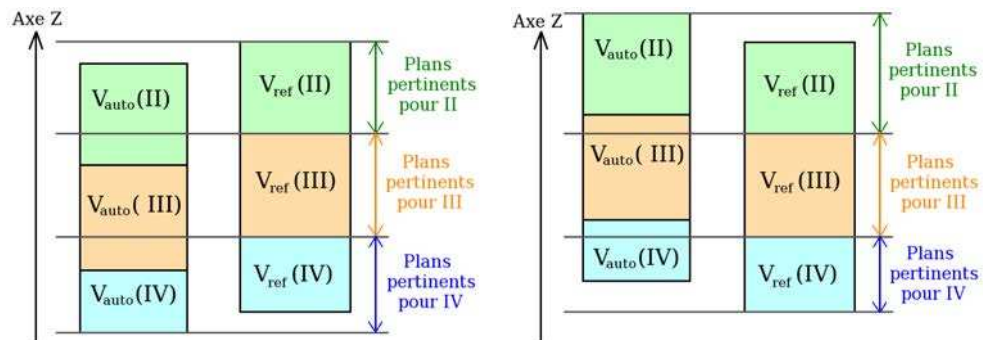 Axe Z
V_auto(II)
V_ref(II)
Plans
pertinents
pour II
V_auto( III)
V_ref(III)
Plans
pertinents
pour III
V_auto(IV)
V_ref(IV)
Plans
pertinents
pour IV
Axe Z
V_auto(II)
V_ref(II)
Plans
pertinents
pour II
V_auto( III)
V_ref(III)
Plans
pertinents
pour III
V_auto(IV)
V_ref(IV)
Plans
pertinents
pour IV